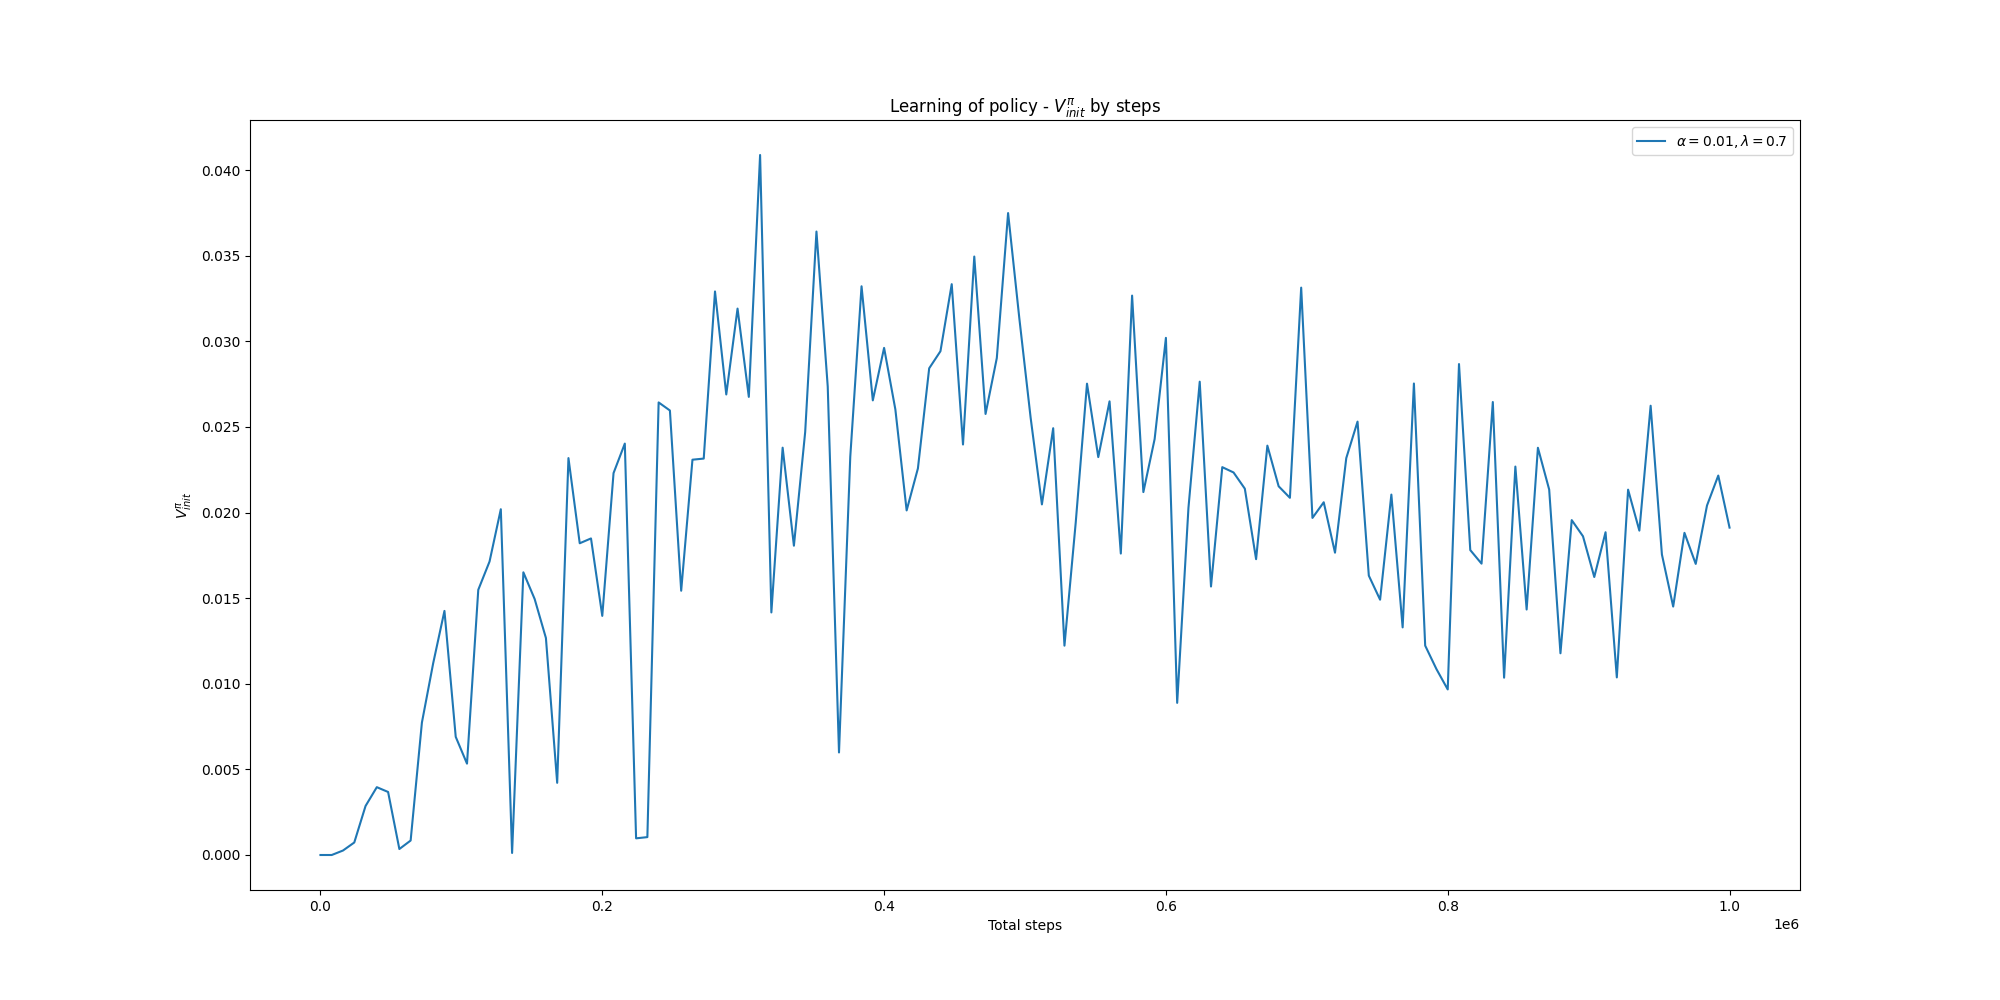 Learning of policy - $V_{init}^{\pi}$ by steps
α = 0.01, λ = 0.7
0.040
0.035
0.030
0.025
0.020
0.015
0.010
0.005
0.000
$V_{init}^{\pi}$
0.0 0.2 0.4 0.6 0.8 1.0
Total steps
1e6